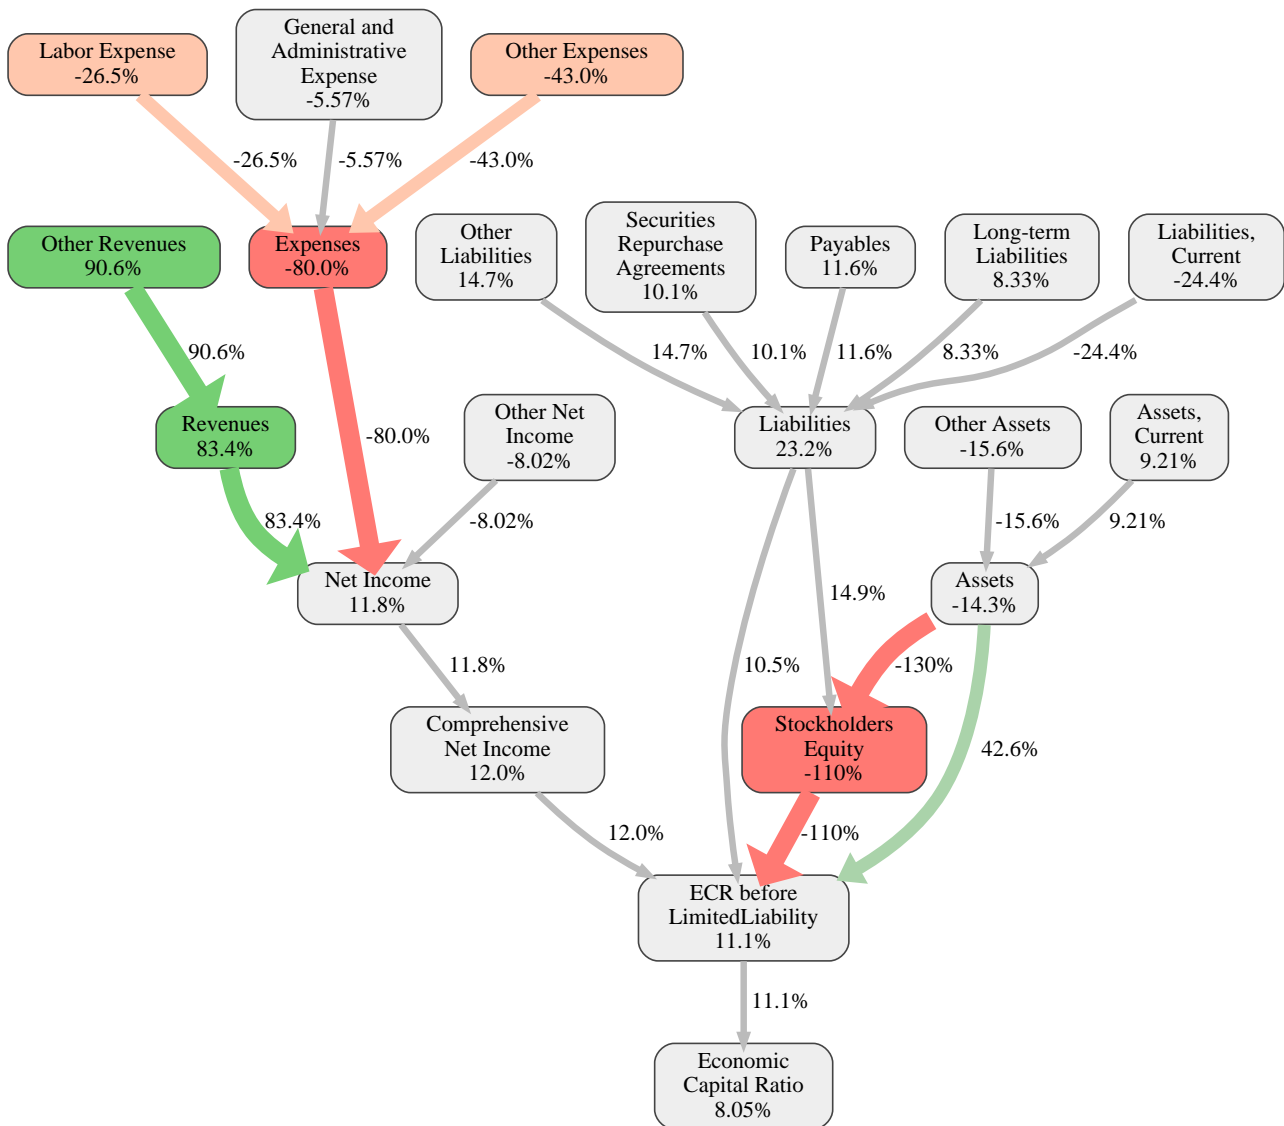 General and
Administrative
Expense
-5.57%
Labor Expense
-26.5%
Other Expenses
-43.0%
-26.5%
-5.57%
-43.0%
Other Revenues
90.6%
Expenses
-80.0%
Other
Liabilities
14.7%
Securities
Repurchase
Agreements
10.1%
Payables
11.6%
Long-term
Liabilities
8.33%
Liabilities,
Current
-24.4%
90.6%
14.7%
10.1%
11.6%
8.33%
-24.4%
Revenues
83.4%
-80.0%
Other Net
Income
-8.02%
Liabilities
23.2%
Other Assets
-15.6%
Assets,
Current
9.21%
83.4%
-8.02%
-15.6%
9.21%
Net Income
11.8%
14.9%
Assets
-14.3%
11.8%
10.5%
-130%
Comprehensive
Net Income
12.0%
Stockholders
Equity
-110%
42.6%
12.0%
-110%
ECR before
LimitedLiability
11.1%
11.1%
Economic
Capital Ratio
8.05%